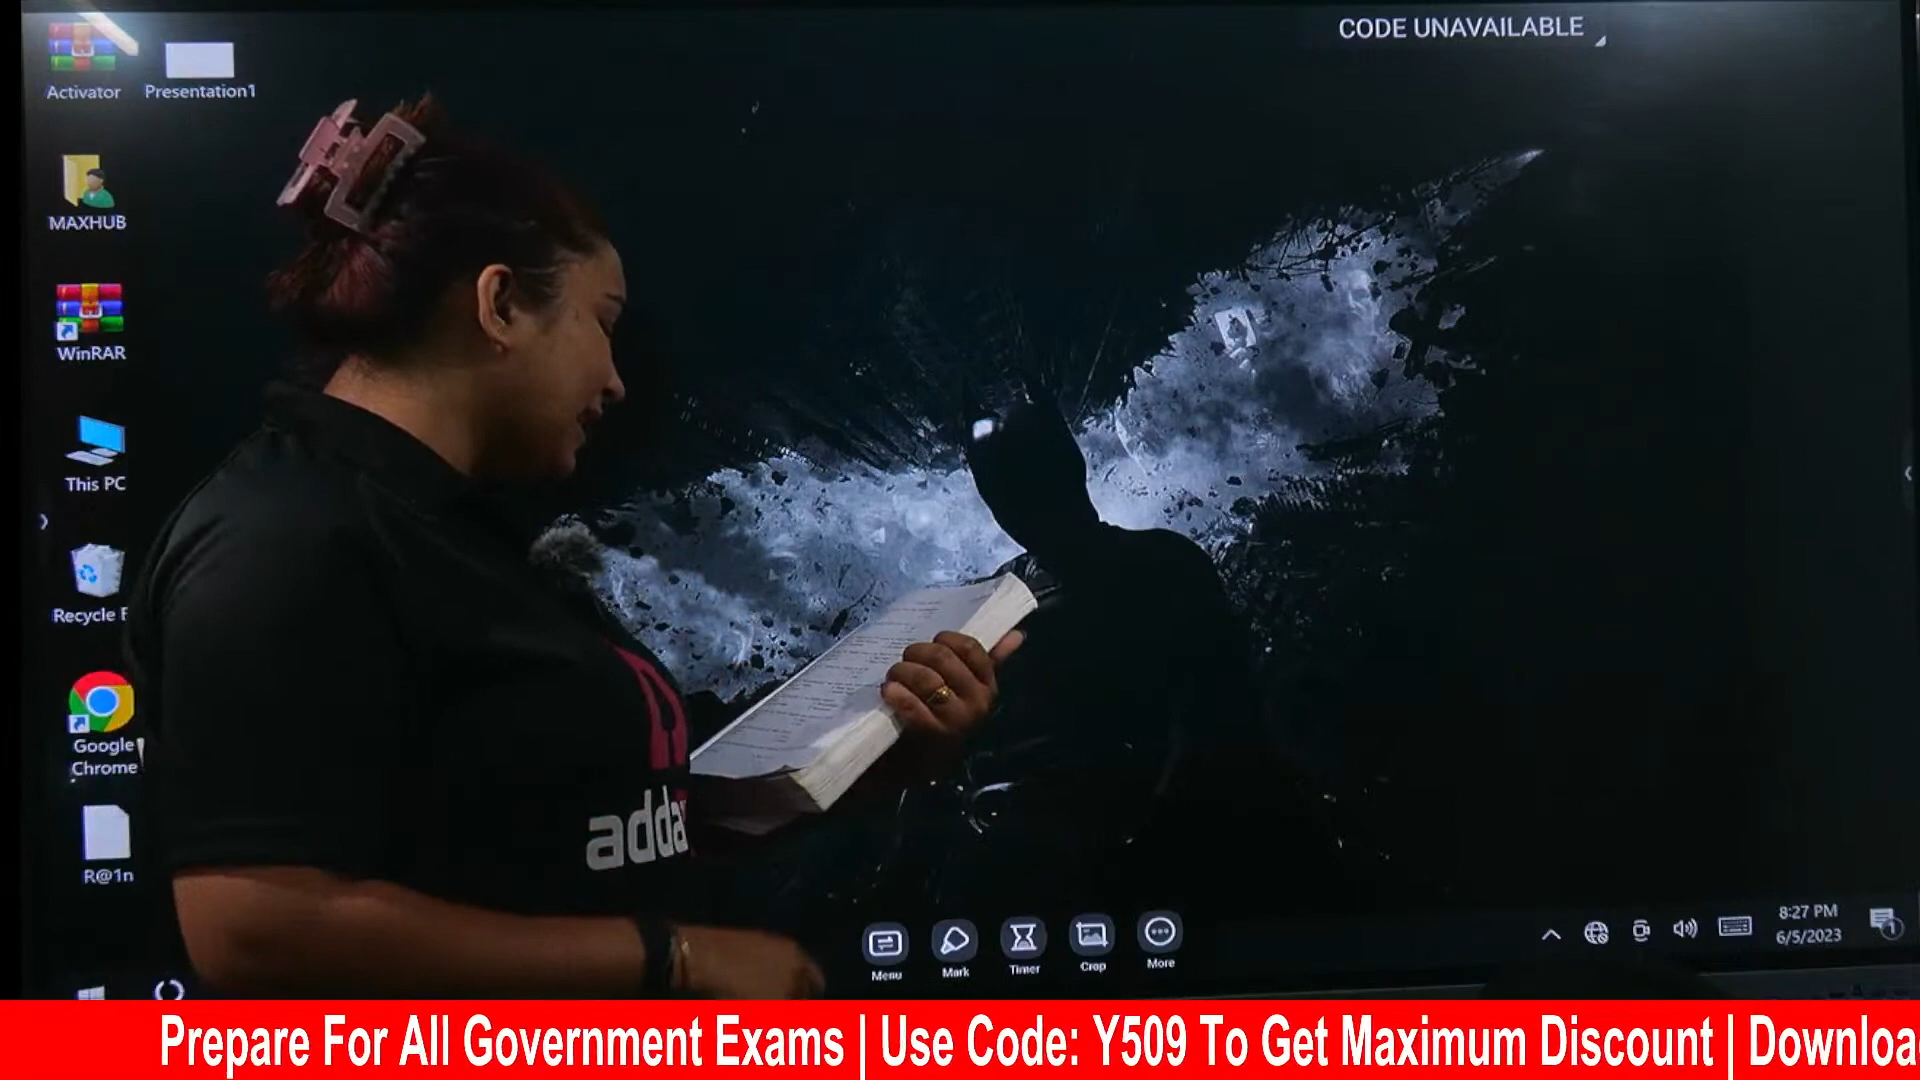 CODE UNAVAILABLE
Activator
Presentation1
MAXHUB
WinRAR
This PC
Recycle
Google
Chrome
R@1n
adda
Menu
Mark
Timer
Crop
More
8:27 PM
6/5/2023
1
Prepare For All Government Exams | Use Code: Y509 To Get Maximum Discount | Downloa